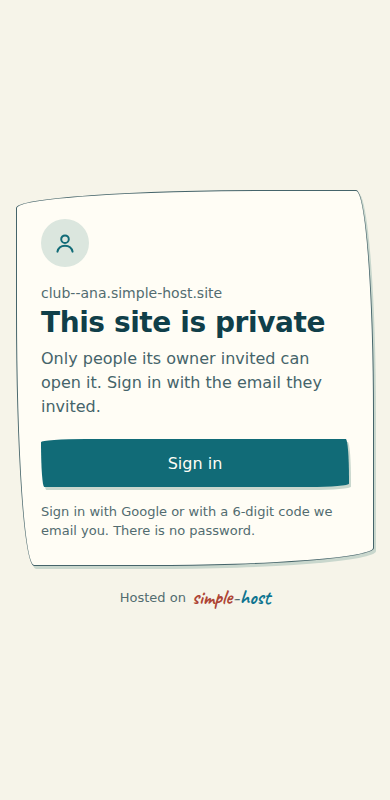 club--ana.simple-host.site
This site is private
Only people its owner invited can
open it. Sign in with the email they
invited.
Sign in
Sign in with Google or with a 6-digit code we
email you. There is no password.
Hosted on simple-host